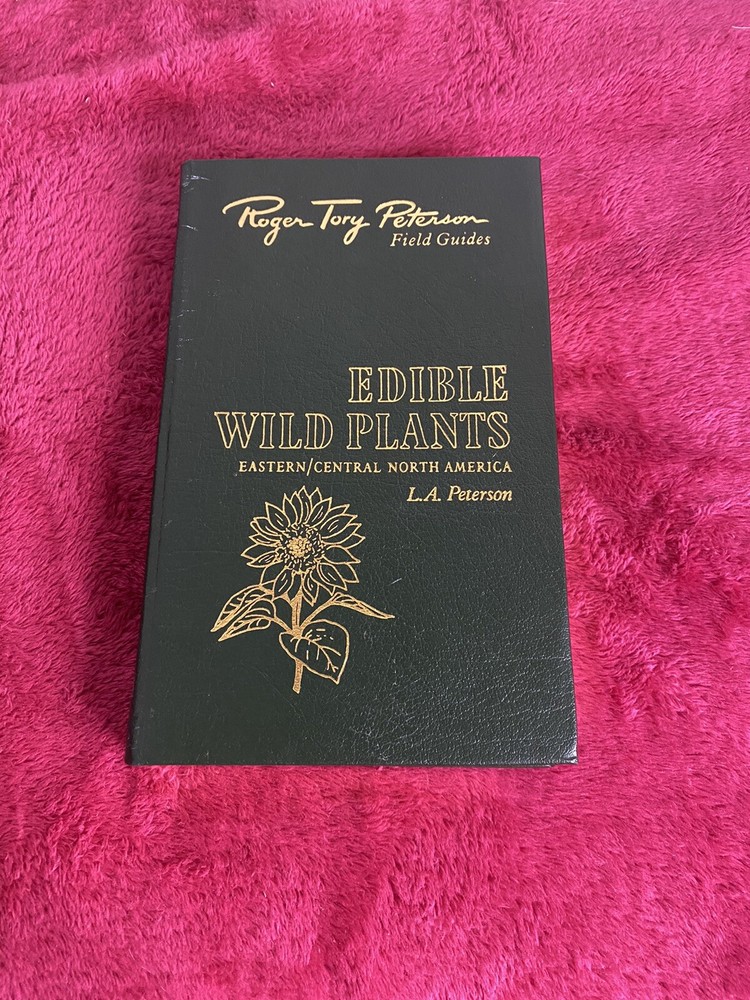 Roger Tory Peterson
Field Guides
EDIBLE
WILD PLANTS
EASTERN/CENTRAL NORTH AMERICA
L.A. Peterson